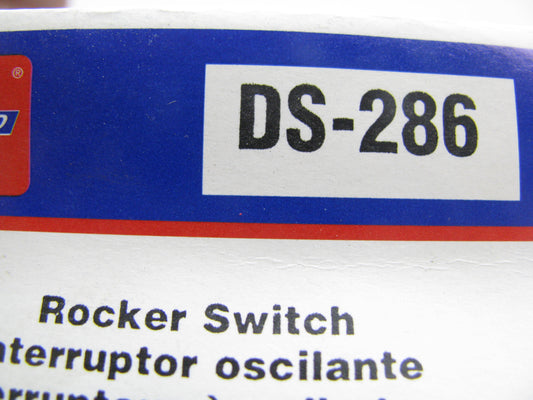 ®
DS-286
Rocker Switch
nterruptor oscilante